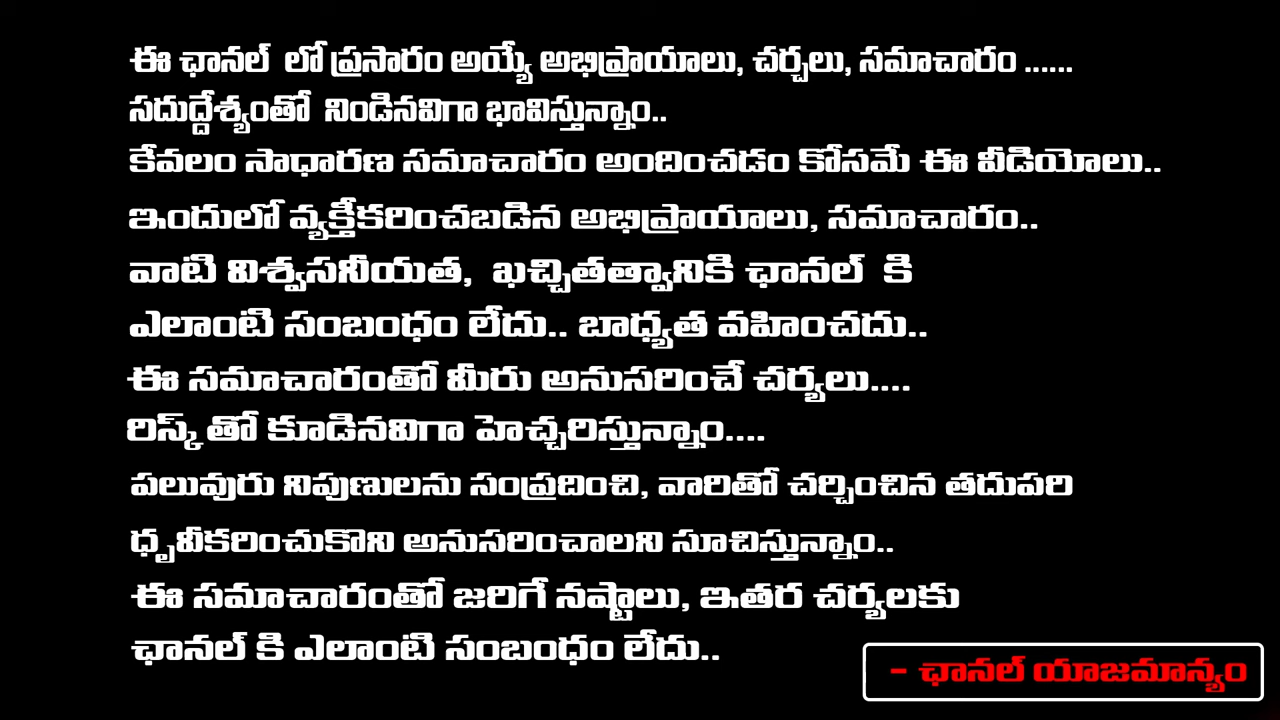 ఈ ఛానల్ లో ప్రసారం అయ్యే అభిప్రాయాలు, చర్చలు, సమాచారం ......
సదుద్దేశ్యంతో నిండినవిగా భావిస్తున్నాం..
కేవలం సాధారణ సమాచారం అందించడం కోసమే ఈ వీడియోలు..
ఇందులో వ్యక్తీకరించబడిన అభిప్రాయాలు, సమాచారం..
వాటి విశ్వసనీయత, ఖచ్చితత్వానికి ఛానల్ కి
ఎలాంటి సంబంధం లేదు.. బాధ్యత వహించదు..
ఈ సమాచారంతో మీరు అనుసరించే చర్యలు....
రిస్క్ తో కూడినవిగా హెచ్చరిస్తున్నాం....
పలువురు నిపుణులను సంప్రదించి, వారితో చర్చించిన తదుపరి
ధృవీకరించుకొని అనుసరించాలని సూచిస్తున్నాం..
ఈ సమాచారంతో జరిగే నష్టాలు, ఇతర చర్యలకు
ఛానల్ కి ఎలాంటి సంబంధం లేదు..
- ఛానల్ యాజమాన్యం